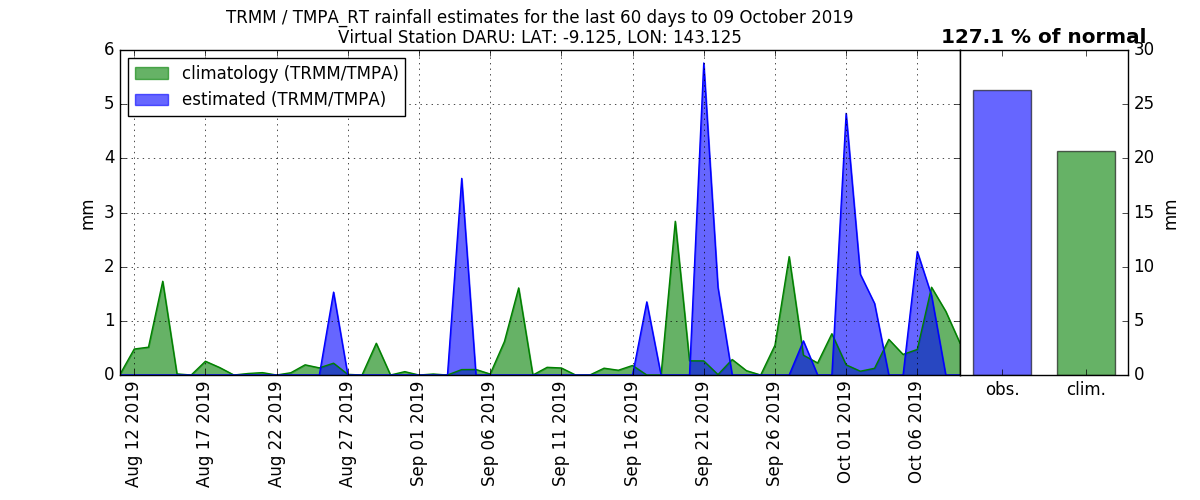 TRMM / TMPA_RT rainfall estimates for the last 60 days to 09 October 2019
Virtual Station DARU: LAT: -9.125, LON: 143.125
127.1 % of normal
climatology (TRMM/TMPA)
estimated (TRMM/TMPA)
6
5
4
3
2
1
0
mm
Aug 12 2019
Aug 17 2019
Aug 22 2019
Aug 27 2019
Sep 01 2019
Sep 06 2019
Sep 11 2019
Sep 16 2019
Sep 21 2019
Sep 26 2019
Oct 01 2019
Oct 06 2019
obs.
clim.
30
25
20
15
10
5
0
mm